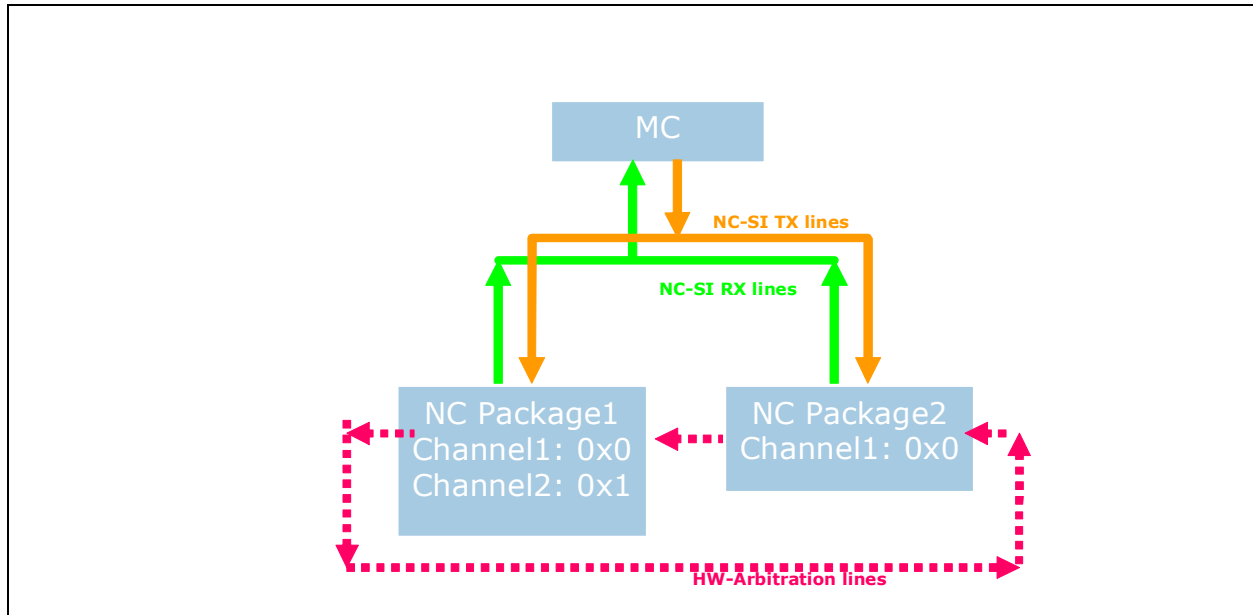 MC
NC-SI TX lines
NC-SI RX lines
NC Package1
Channel1: 0x0
Channel2: 0x1
NC Package2
Channel1: 0x0
HW-Arbitration lines